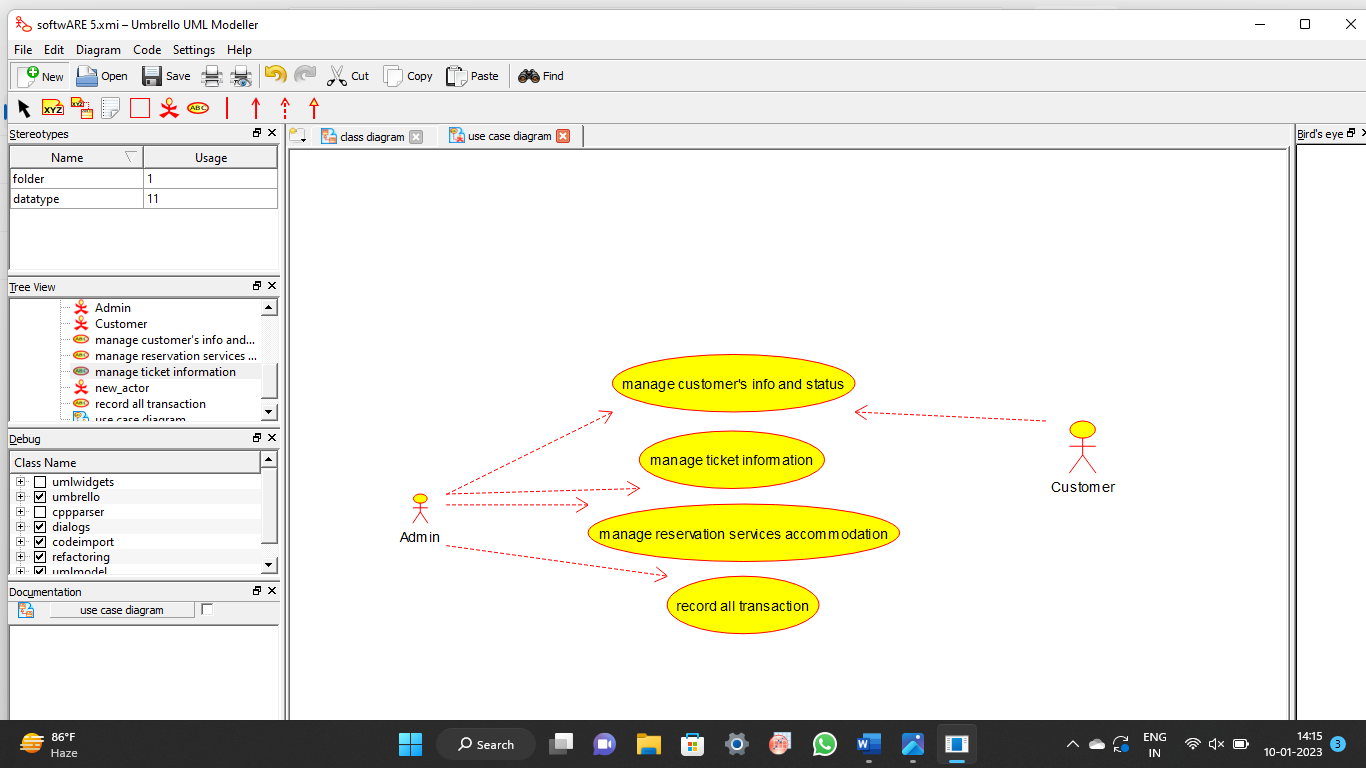 softwARE 5.xmi – Umbrello UML Modeller
File Edit Diagram Code Settings Help
New Open Save Cut Copy Paste Find
XYZ XYZ ABC
Stereotypes
class diagram use case diagram
Bird's eye
Name Usage
folder 1
datatype 11
Tree View
Admin
Customer
manage customer's info and...
manage reservation services ...
manage ticket information
new_actor
record all transaction
use case diagram
Debug
Class Name
umlwidgets
umbrello
cppparser
dialogs
codeimport
refactoring
umlmodel
Documentation
use case diagram
manage customer's info and status
manage ticket information
manage reservation services accommodation
record all transaction
Admin
Customer
86°F
Haze
Search
ENG
IN
14:15
10-01-2023
3